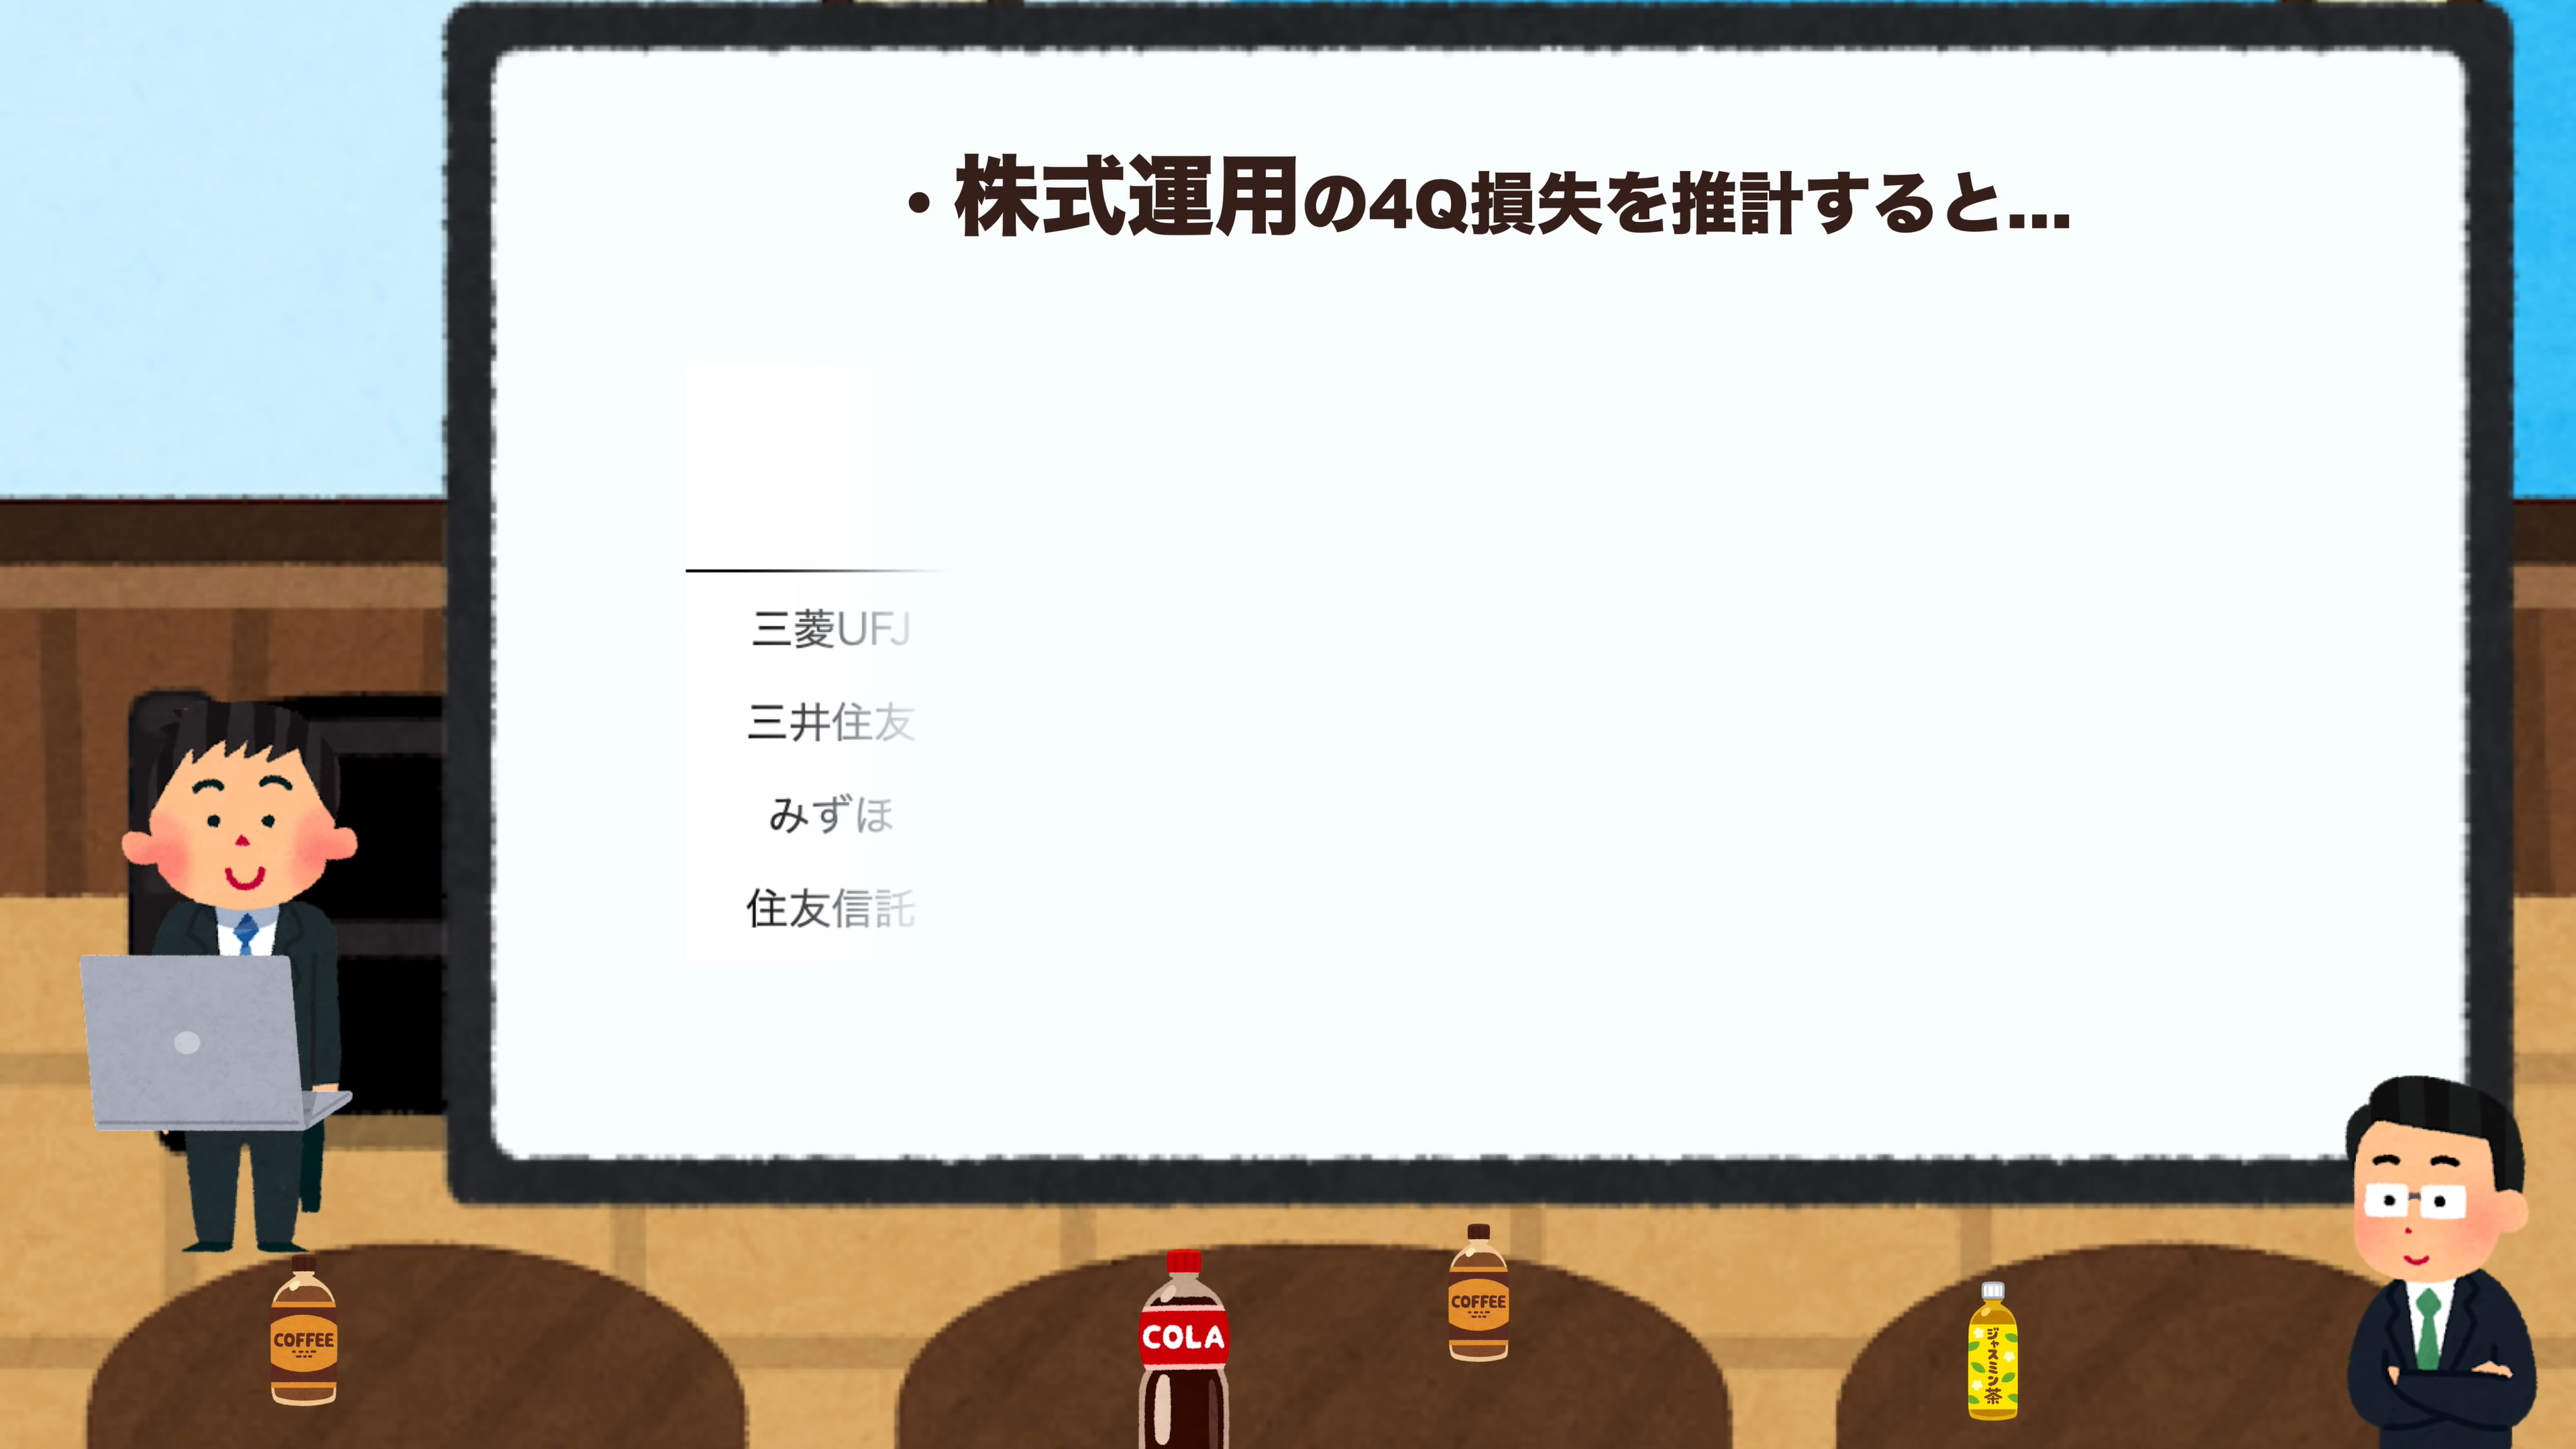 ・株式運用の4Q損失を推計すると...
三菱UFJ
三井住友
みずほ
住友信託
COFFEE
COLA
COFFEE
ジャスミン茶